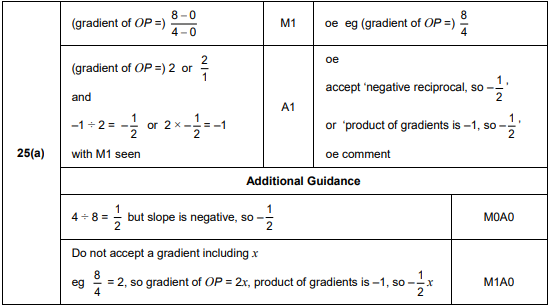 (gradient of OP =) 8 – 0 / 4 – 0
M1
oe eg (gradient of OP =) 8/4
25(a)
(gradient of OP =) 2 or 2/1
and
–1 ÷ 2 = –1/2 or 2 × –1/2 = –1
with M1 seen
A1
oe
accept ‘negative reciprocal, so –1/2’
or ‘product of gradients is –1, so –1/2’
oe comment
Additional Guidance
4 ÷ 8 = 1/2 but slope is negative, so –1/2
M0A0
Do not accept a gradient including x
eg 8/4 = 2, so gradient of OP = 2x, product of gradients is –1, so –1/2 x
M1A0